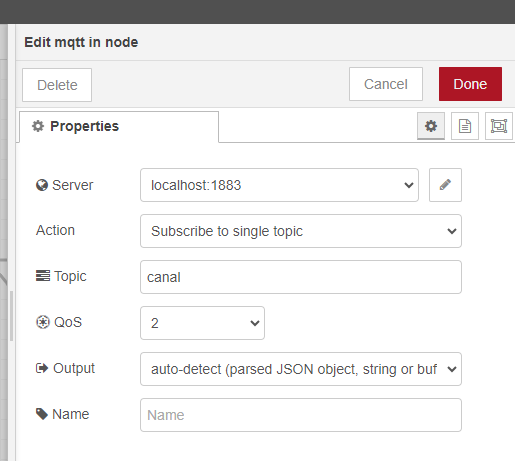 Edit mqtt in node
Delete Cancel Done
Properties
Server localhost:1883
Action Subscribe to single topic
Topic canal
QoS 2
Output auto-detect (parsed JSON object, string or buf
Name Name